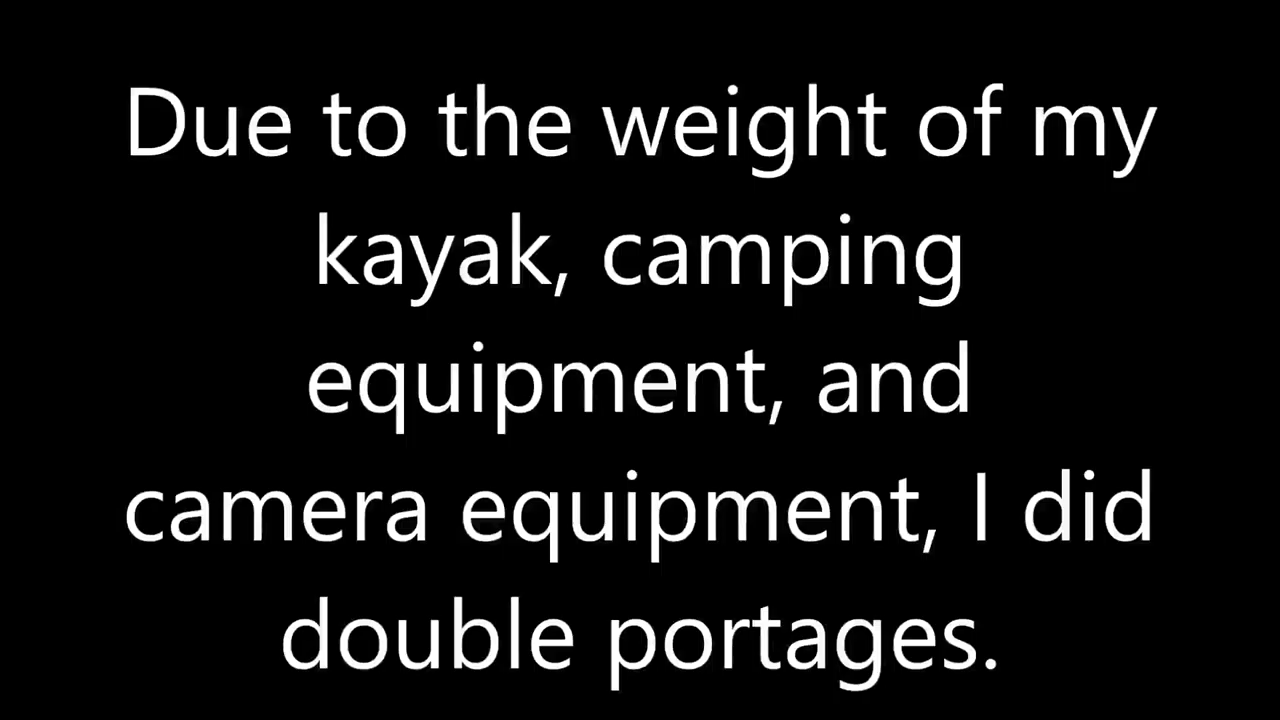 Due to the weight of my
kayak, camping
equipment, and
camera equipment, I did
double portages.